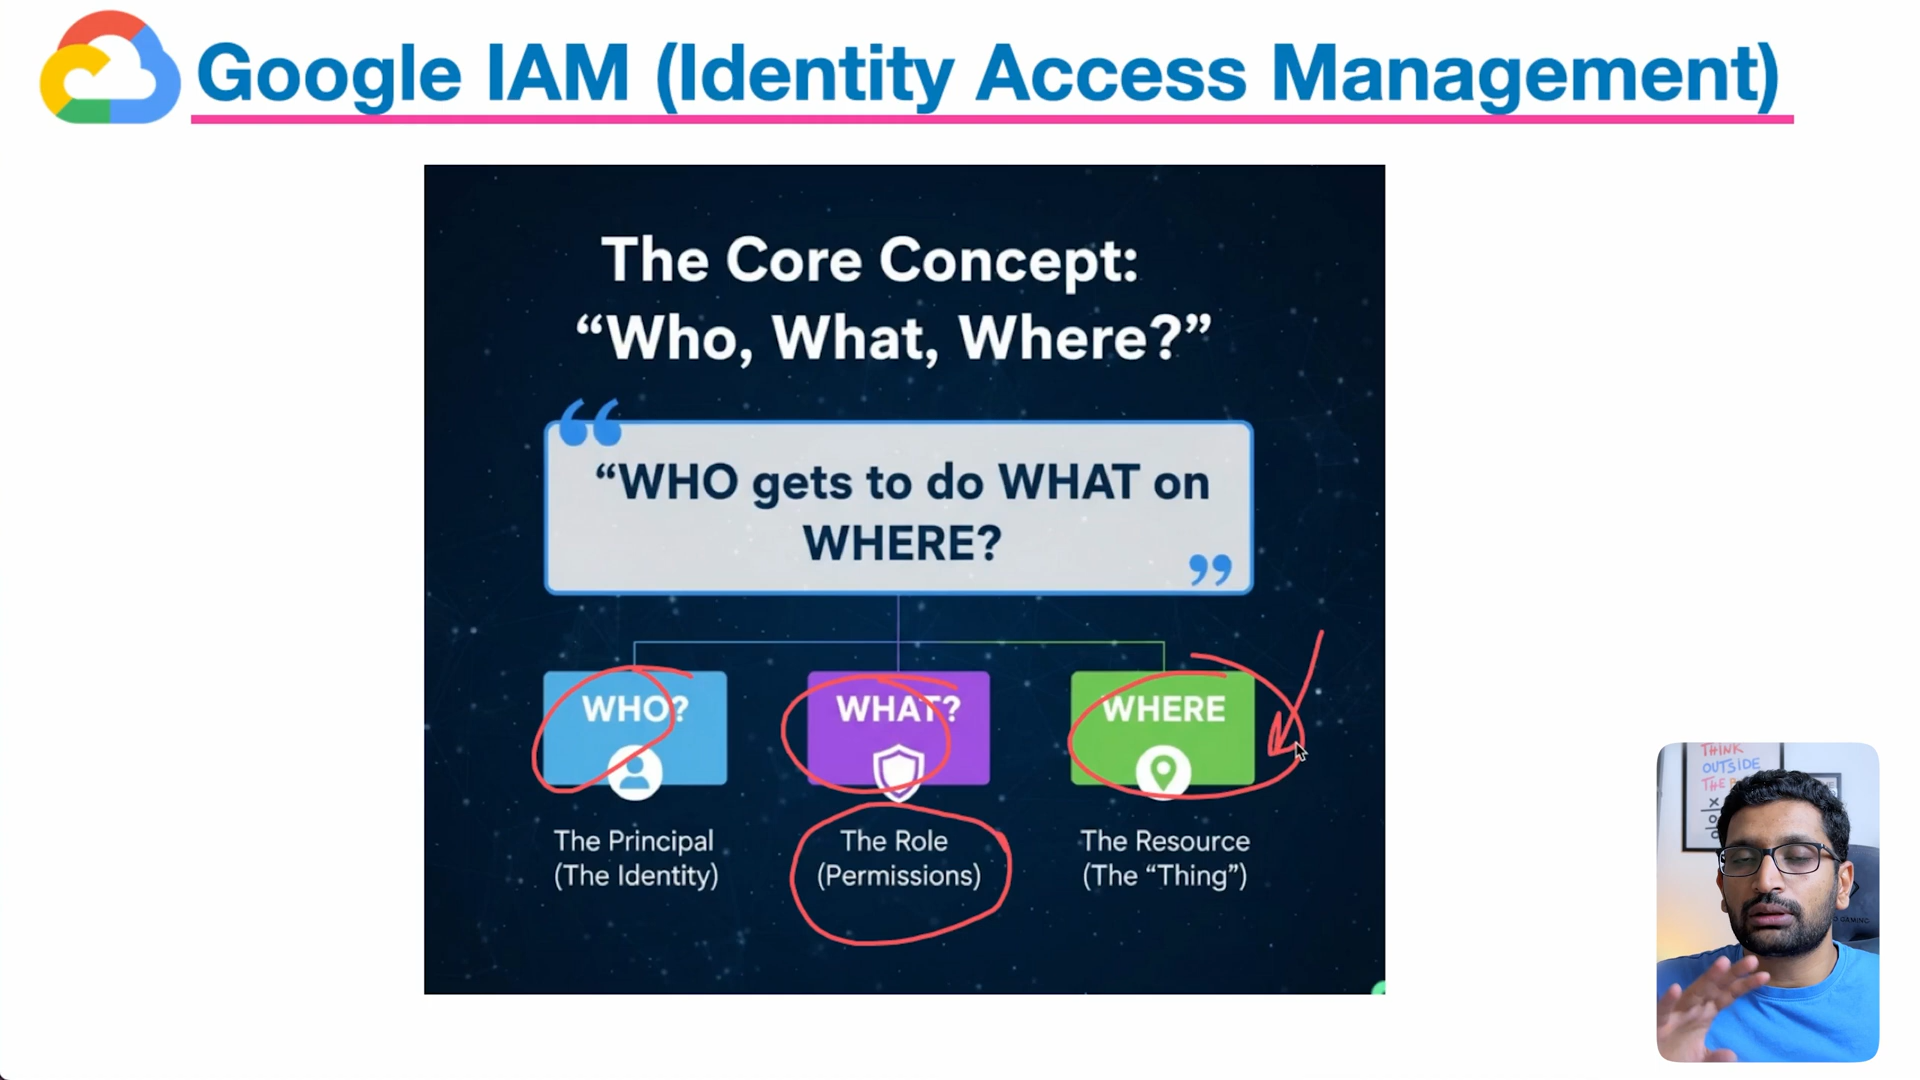 Google IAM (Identity Access Management)
The Core Concept:
“Who, What, Where?”
“WHO gets to do WHAT on
WHERE?
WHO?
WHAT?
WHERE
The Principal
(The Identity)
The Role
(Permissions)
The Resource
(The “Thing”)
THINK
OUTSIDE
GAMING